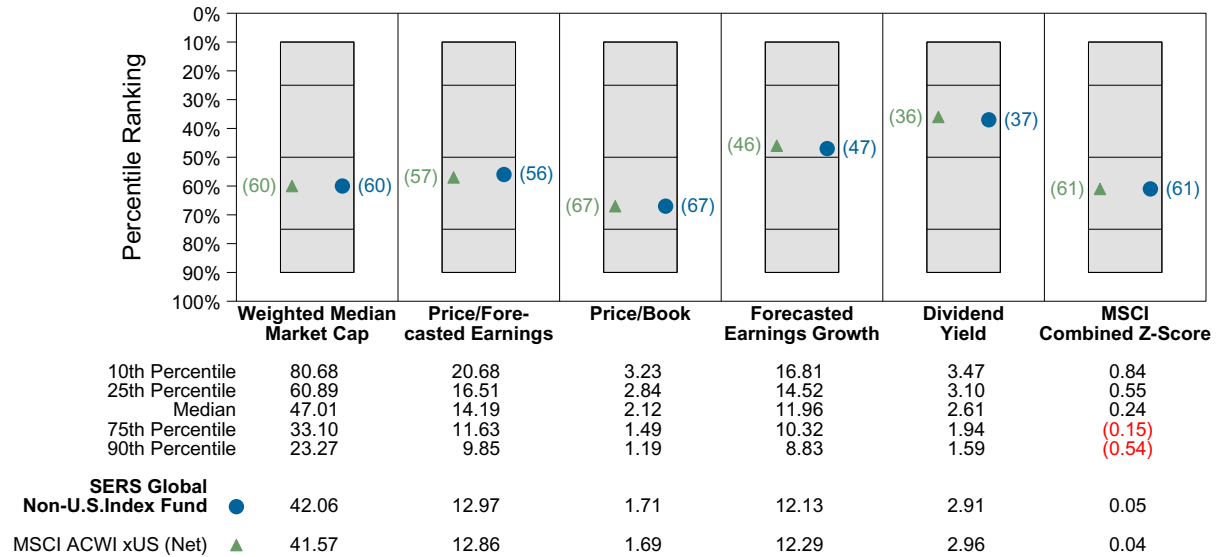 0%
10%
20%
30%
40%
50%
60%
70%
80%
90%
100%
Percentile Ranking
(60) (60)
(57) (56)
(67) (67)
(46) (47)
(36) (37)
(61) (61)
Weighted Median
Market Cap
Price/Fore-
casted Earnings
Price/Book
Forecasted
Earnings Growth
Dividend
Yield
MSCI
Combined Z-Score
10th Percentile 80.68 20.68 3.23 16.81 3.47 0.84
25th Percentile 60.89 16.51 2.84 14.52 3.10 0.55
Median 47.01 14.19 2.12 11.96 2.61 0.24
75th Percentile 33.10 11.63 1.49 10.32 1.94 (0.15)
90th Percentile 23.27 9.85 1.19 8.83 1.59 (0.54)
SERS Global
Non-U.S.Index Fund 42.06 12.97 1.71 12.13 2.91 0.05
MSCI ACWI xUS (Net) 41.57 12.86 1.69 12.29 2.96 0.04